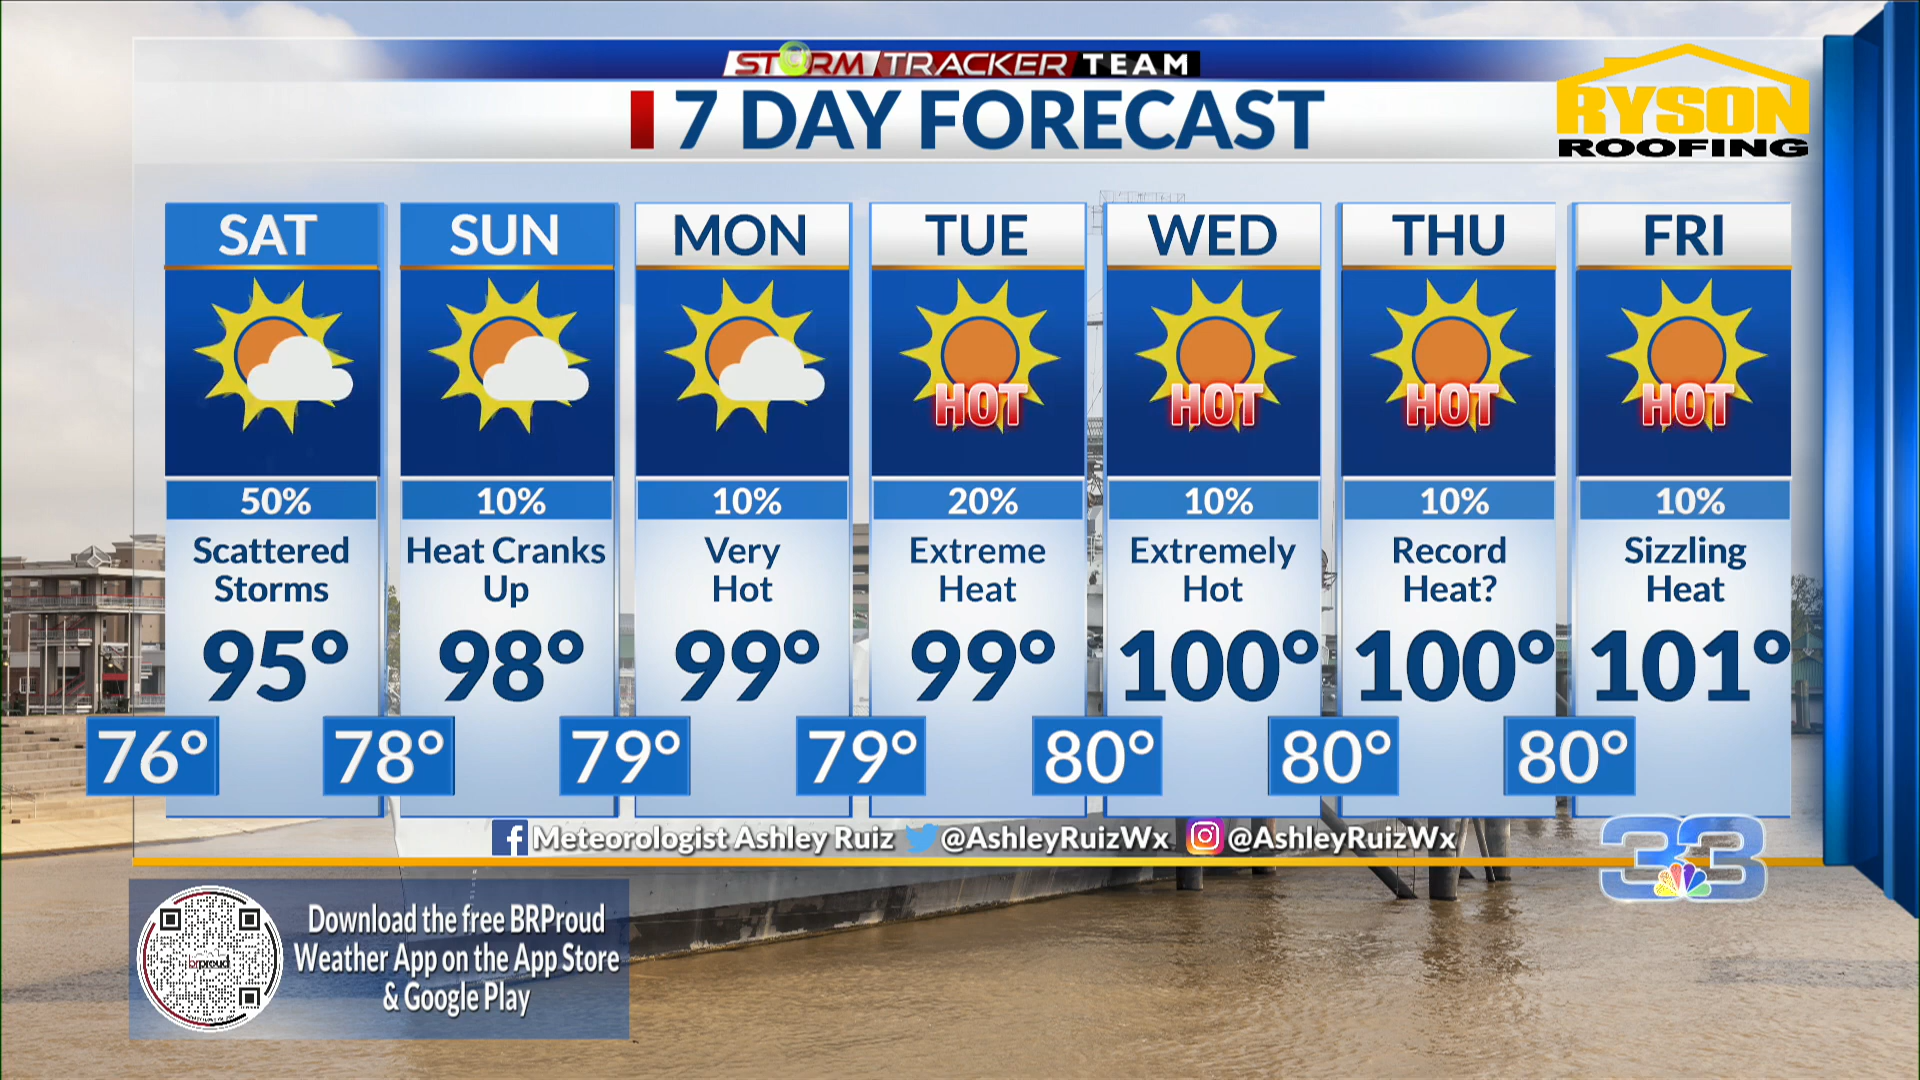 STORM TRACKER TEAM
7 DAY FORECAST
RYSON
ROOFING
SAT
50%
Scattered
Storms
95°
76°
SUN
10%
Heat Cranks
Up
98°
78°
MON
10%
Very
Hot
99°
79°
TUE
HOT
20%
Extreme
Heat
99°
79°
WED
HOT
10%
Extremely
Hot
100°
80°
THU
HOT
10%
Record
Heat?
100°
80°
FRI
HOT
10%
Sizzling
Heat
101°
80°
f Meteorologist Ashley Ruiz @AshleyRuizWx @AshleyRuizWx
33
brproud
Download the free BRProud
Weather App on the App Store
& Google Play